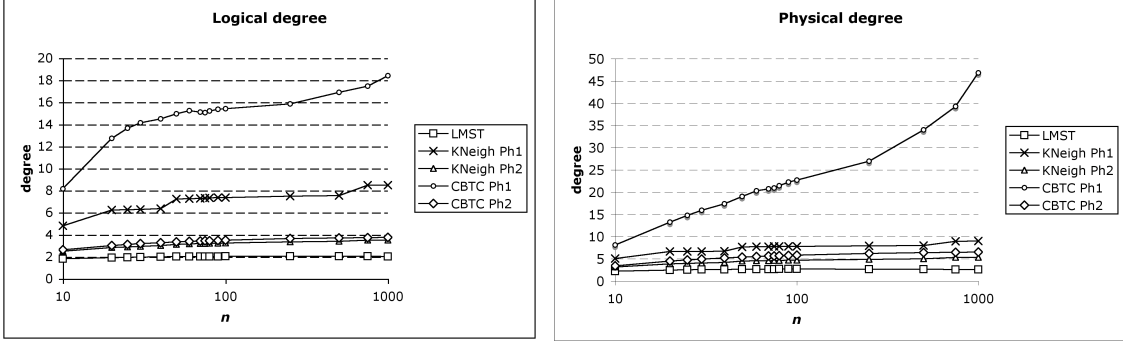 Logical degree
20
18
16
14
12
10
8
6
4
2
0
degree
10
100
1000
n
LMST
KNeigh Ph1
KNeigh Ph2
CBTC Ph1
CBTC Ph2
Physical degree
50
45
40
35
30
25
20
15
10
5
0
degree
10
100
1000
n
LMST
KNeigh Ph1
KNeigh Ph2
CBTC Ph1
CBTC Ph2